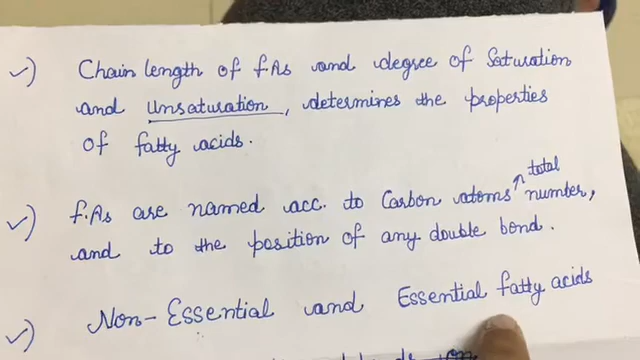 ✓) Chain length of f.As and degree of Saturation
and Unsaturation, determines the properties
of fatty acids.
✓) f.As are named acc. to Carbon atoms ^ total number,
and to the position of any double bond.
✓) Non-Essential and Essential fatty acids